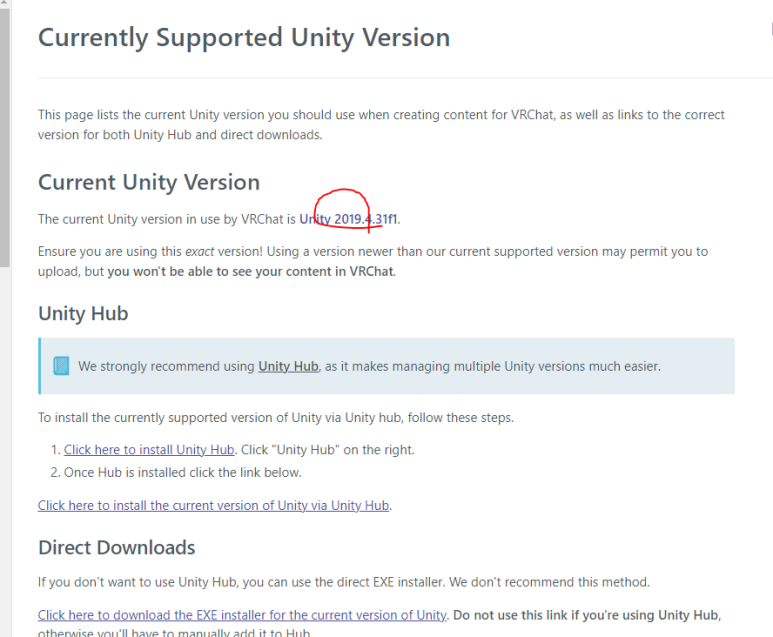 Currently Supported Unity Version
This page lists the current Unity version you should use when creating content for VRChat, as well as links to the correct
version for both Unity Hub and direct downloads.
Current Unity Version
The current Unity version in use by VRChat is Unity 2019.4.31f1.
Ensure you are using this exact version! Using a version newer than our current supported version may permit you to
upload, but you won't be able to see your content in VRChat.
Unity Hub
We strongly recommend using Unity Hub, as it makes managing multiple Unity versions much easier.
To install the currently supported version of Unity via Unity hub, follow these steps.
1. Click here to install Unity Hub. Click "Unity Hub" on the right.
2. Once Hub is installed click the link below.
Click here to install the current version of Unity via Unity Hub.
Direct Downloads
If you don't want to use Unity Hub, you can use the direct EXE installer. We don't recommend this method.
Click here to download the EXE installer for the current version of Unity. Do not use this link if you're using Unity Hub,
otherwise you'll have to manually add it to Hub.